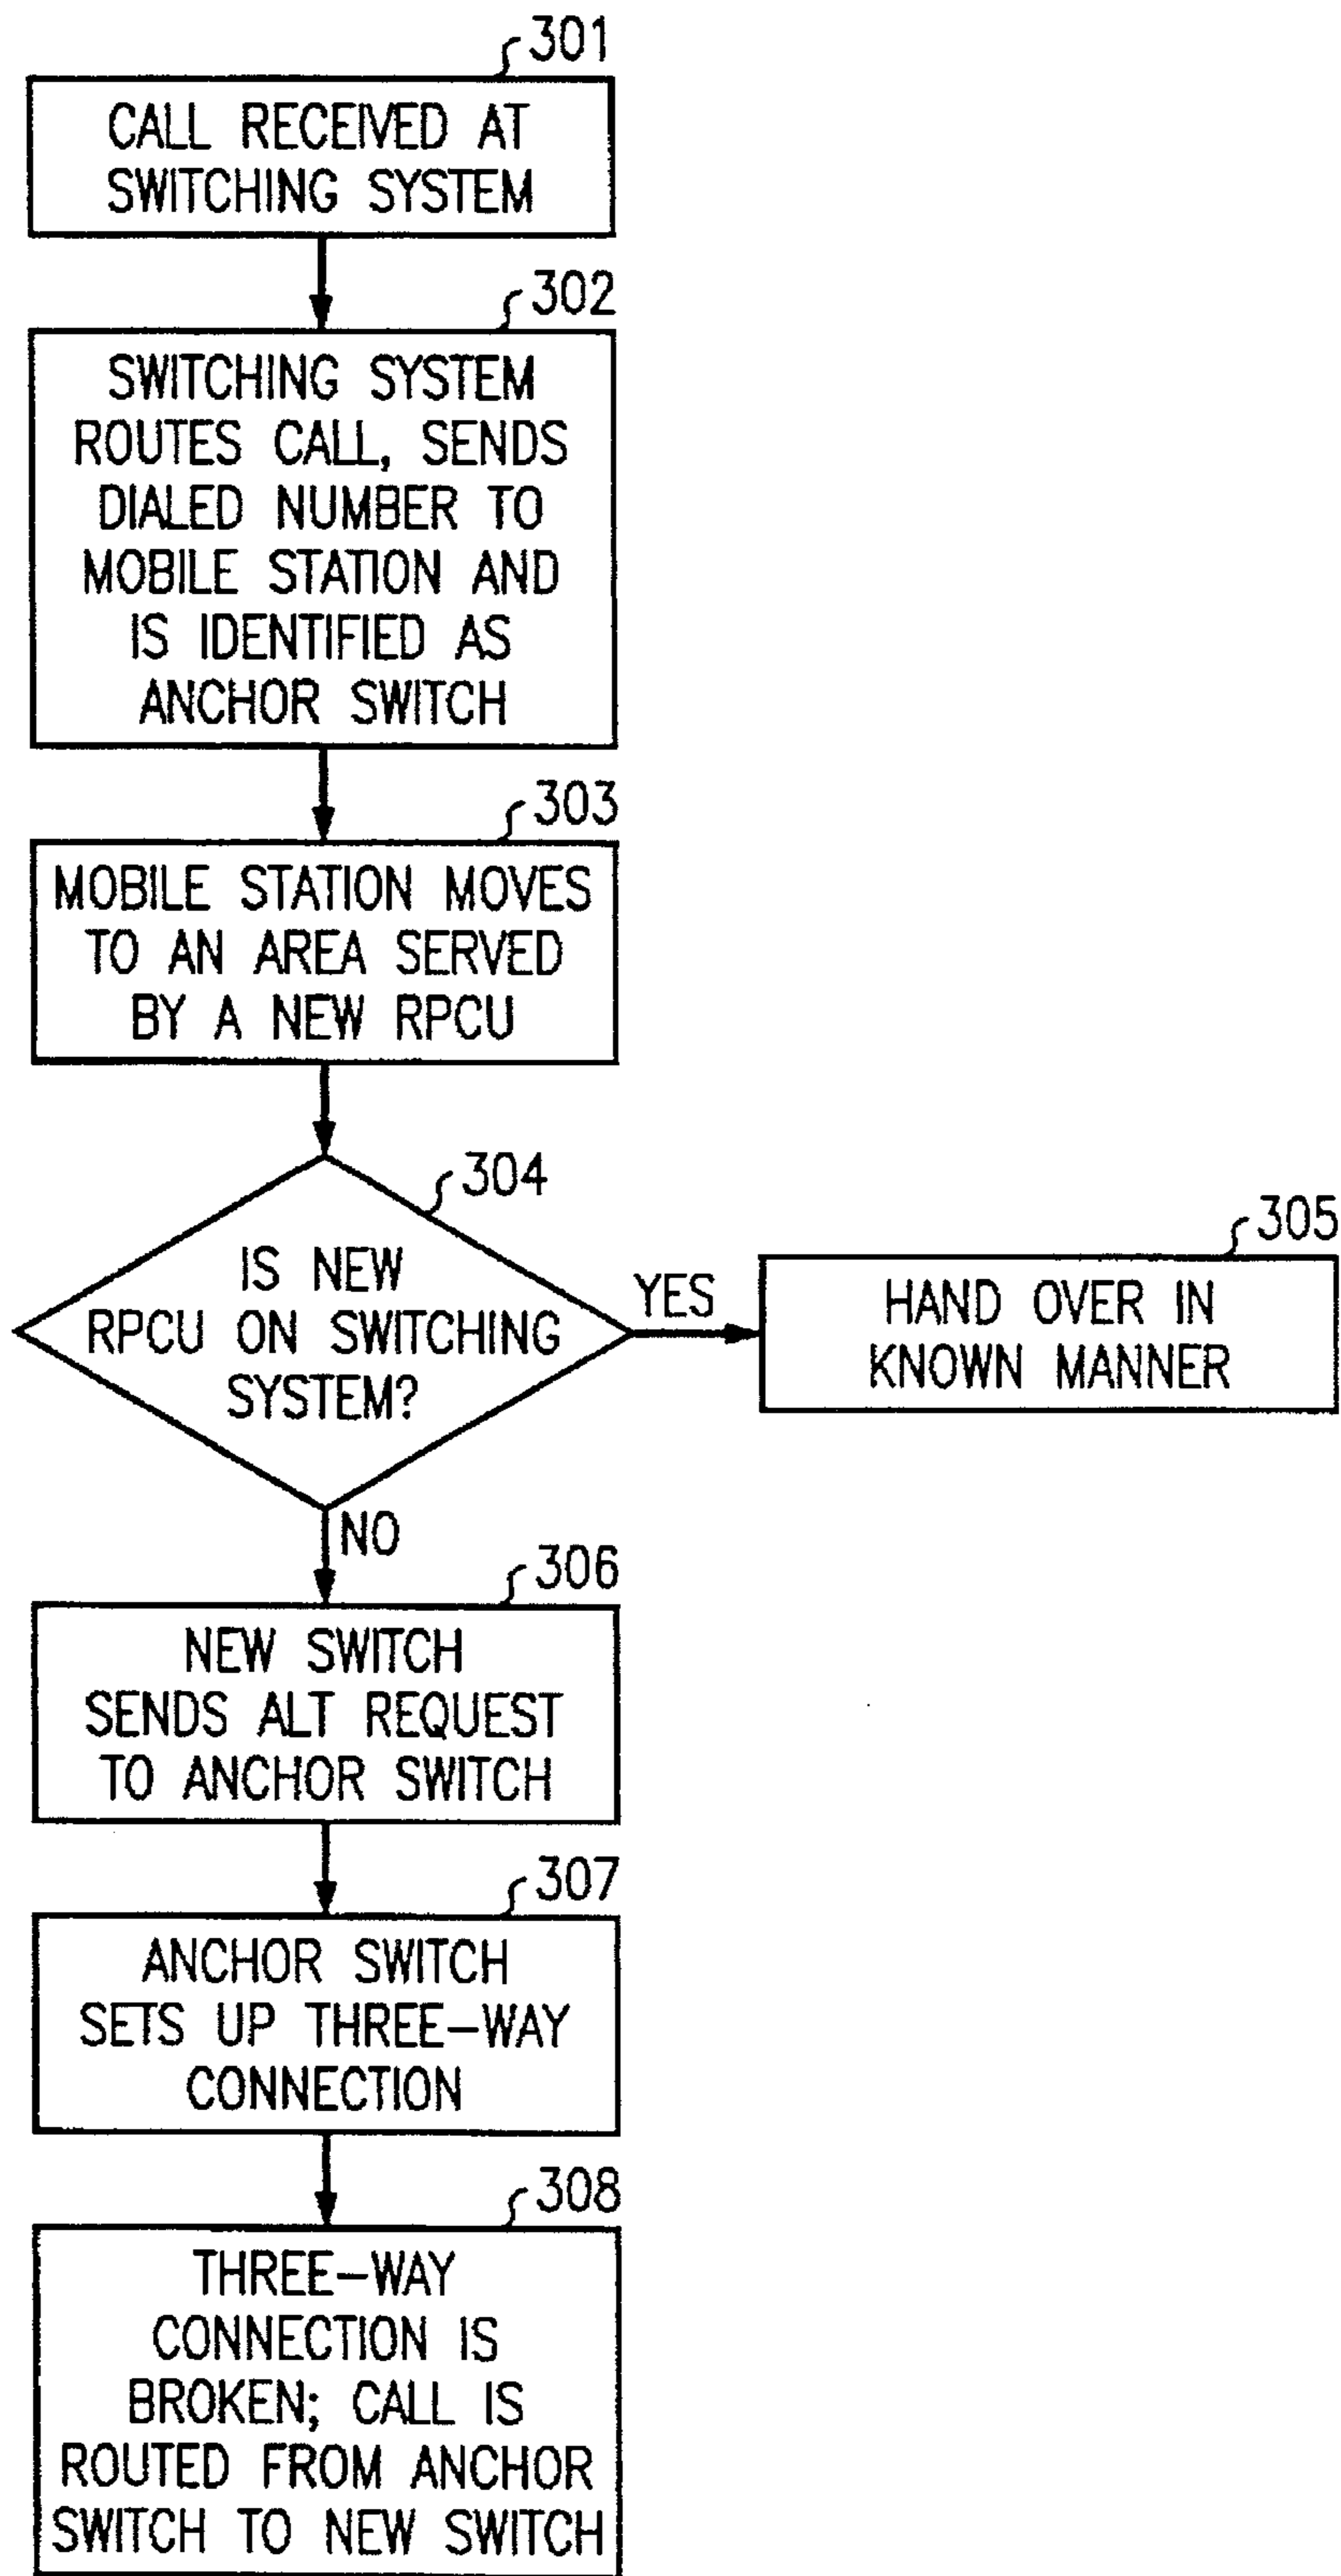 301
CALL RECEIVED AT
SWITCHING SYSTEM
302
SWITCHING SYSTEM
ROUTES CALL, SENDS
DIALED NUMBER TO
MOBILE STATION AND
IS IDENTIFIED AS
ANCHOR SWITCH
303
MOBILE STATION MOVES
TO AN AREA SERVED
BY A NEW RPCU
304
IS NEW
RPCU ON SWITCHING
SYSTEM?
YES
305
HAND OVER IN
KNOWN MANNER
NO
306
NEW SWITCH
SENDS ALT REQUEST
TO ANCHOR SWITCH
307
ANCHOR SWITCH
SETS UP THREE-WAY
CONNECTION
308
THREE-WAY
CONNECTION IS
BROKEN; CALL IS
ROUTED FROM ANCHOR
SWITCH TO NEW SWITCH